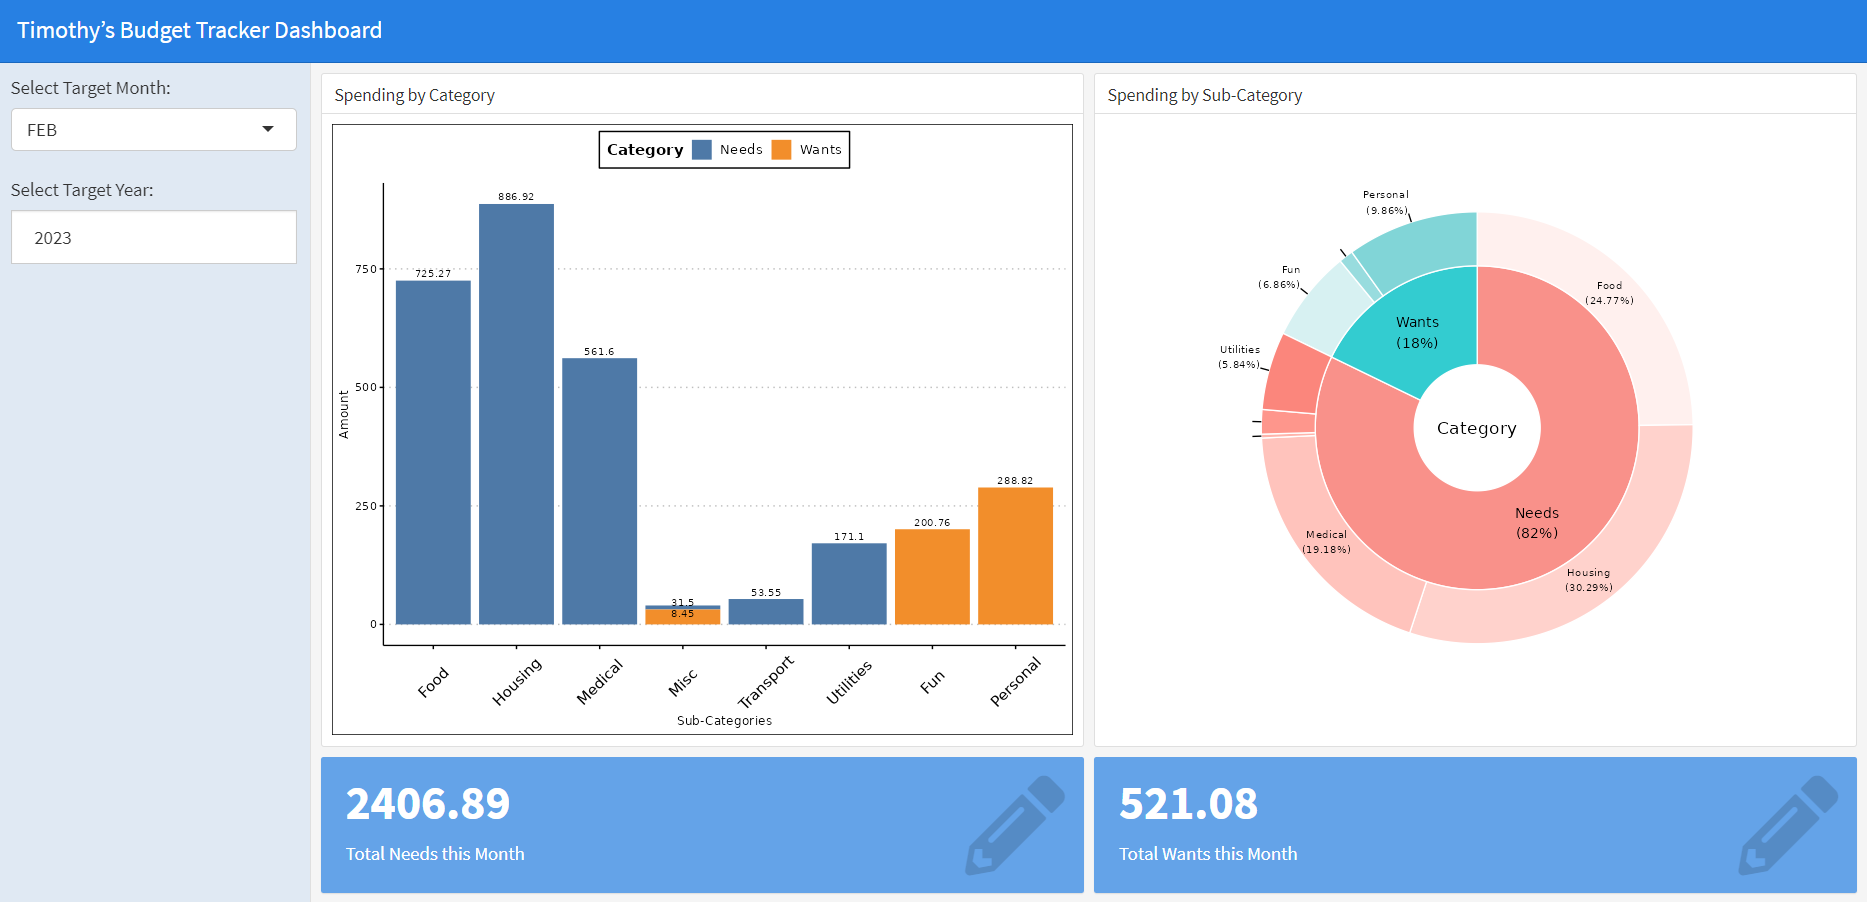 Timothy’s Budget Tracker Dashboard
Select Target Month:
FEB
Select Target Year:
2023
Spending by Category
Category Needs Wants
Amount
750
500
250
0
725.27
886.92
561.6
31.5
8.45
53.55
171.1
200.76
288.82
Food
Housing
Medical
Misc
Transport
Utilities
Fun
Personal
Sub-Categories
Spending by Sub-Category
Personal
(9.86%)
Fun
(6.86%)
Utilities
(5.84%)
Wants
(18%)
Food
(24.77%)
Category
Needs
(82%)
Medical
(19.18%)
Housing
(30.29%)
2406.89
Total Needs this Month
521.08
Total Wants this Month